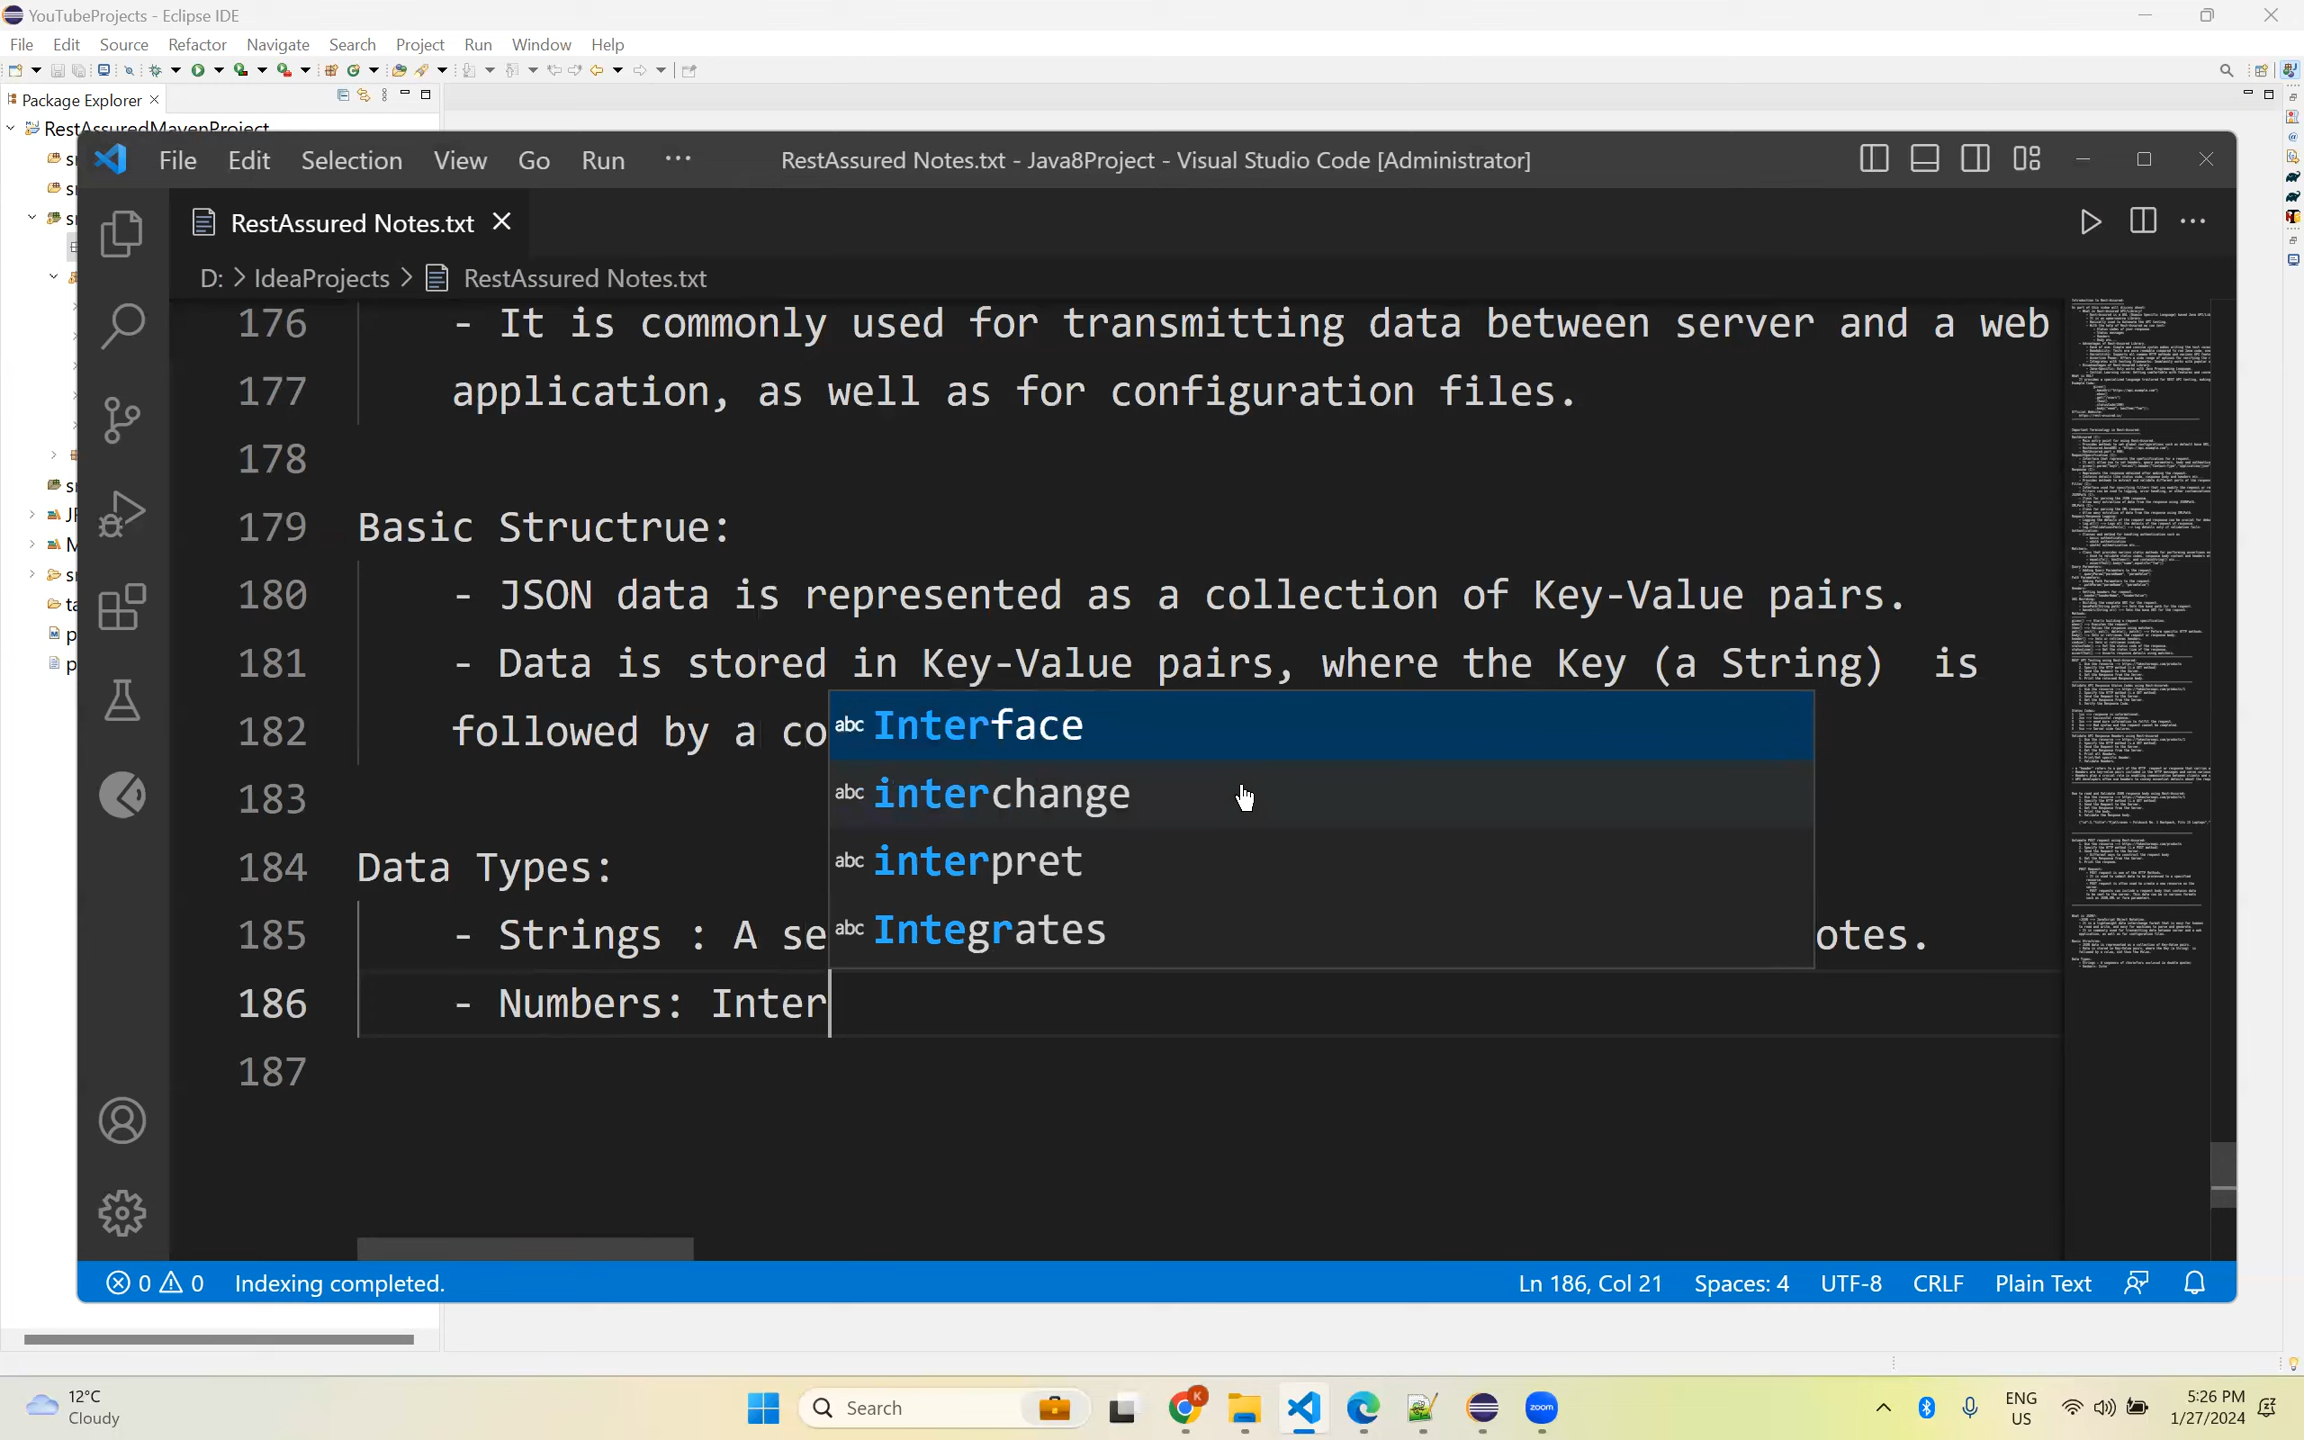 YouTubeProjects - Eclipse IDE
File Edit Source Refactor Navigate Search Project Run Window Help
Package Explorer
RestAssuredMavenProject
File Edit Selection View Go Run ··· RestAssured Notes.txt - Java8Project - Visual Studio Code [Administrator]
RestAssured Notes.txt
D: > IdeaProjects > RestAssured Notes.txt
176 - It is commonly used for transmitting data between server and a web
177 application, as well as for configuration files.
178
179 Basic Structrue:
180 - JSON data is represented as a collection of Key-Value pairs.
181 - Data is stored in Key-Value pairs, where the Key (a String)  is
182 followed by a co
abc Interface
abc interchange
abc interpret
abc Integrates
183
184 Data Types:
185 - Strings : A se otes.
186 - Numbers: Inter
187
0 0 Indexing completed. Ln 186, Col 21 Spaces: 4 UTF-8 CRLF Plain Text
12°C
Cloudy
Search
zoom
ENG
US
5:26 PM
1/27/2024